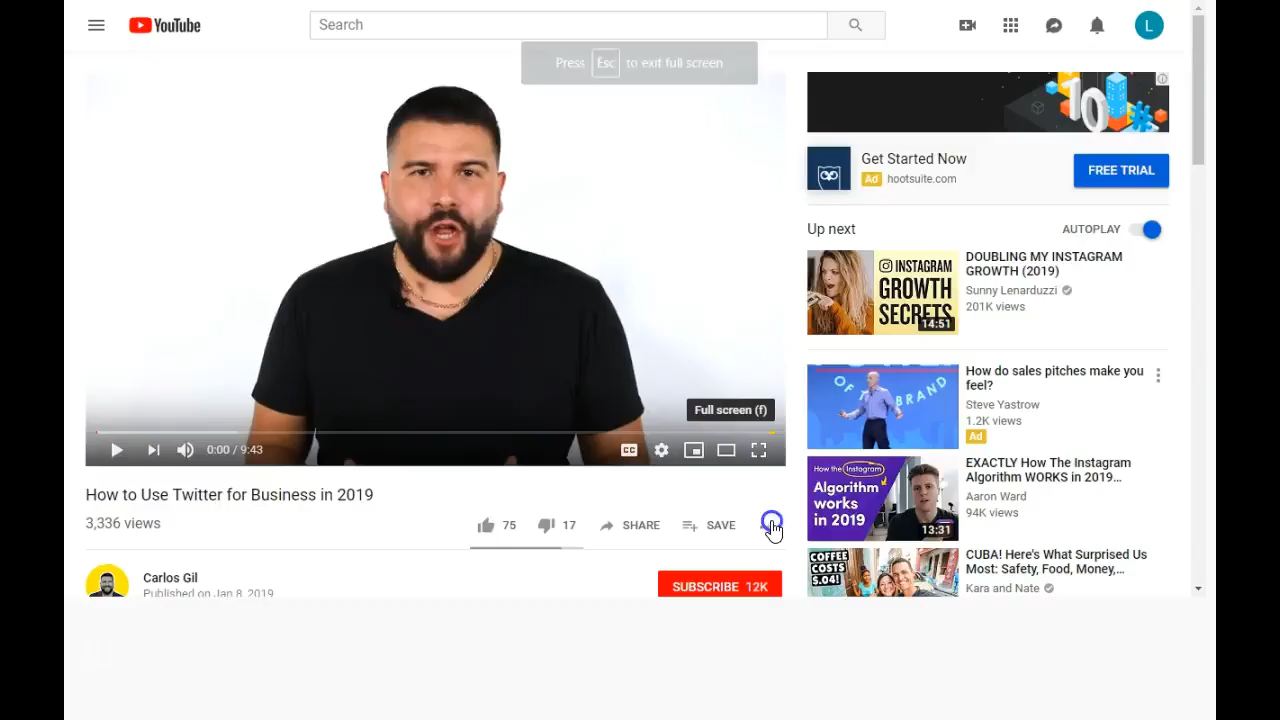 YouTube
Search
L
Press Esc to exit full screen
10#
Get Started Now
Ad hootsuite.com
FREE TRIAL
Up next
AUTOPLAY
INSTAGRAM
GROWTH
SECRETS
14:51
DOUBLING MY INSTAGRAM
GROWTH (2019)
Sunny Lenarduzzi
201K views
OF
BRAND
How do sales pitches make you
feel?
Steve Yastrow
1.2K views
Ad
Full screen (f)
0:00 / 9:43
CC
How the Instagram
Algorithm
works
in 2019
13:31
EXACTLY How The Instagram
Algorithm WORKS in 2019...
Aaron Ward
94K views
How to Use Twitter for Business in 2019
3,336 views
75
17
SHARE
SAVE
COFFEE
COSTS
$.04!
CUBA! Here's What Surprised Us
Most: Safety, Food, Money,...
Kara and Nate
Carlos Gil
Published on Jan 8, 2019
SUBSCRIBE 12K